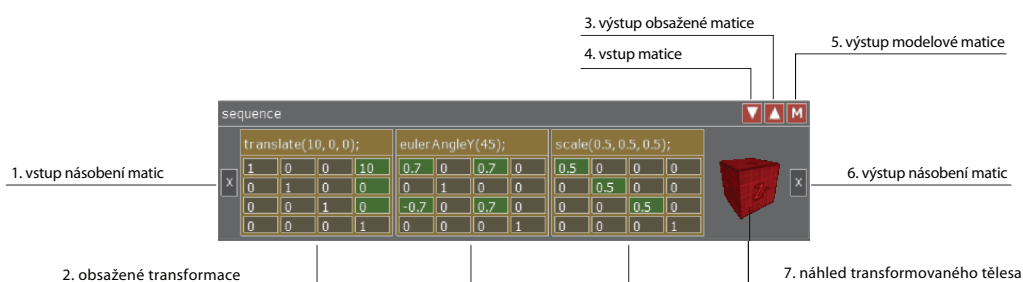 3. výstup obsažené matice
5. výstup modelové matice
4. vstup matice
sequence
M
translate(10, 0, 0);
eulerAngleY(45);
scale(0.5, 0.5, 0.5);
1 0 0 10 0.7 0 0.7 0 0.5 0 0 0
1. vstup násobení matic
X 0 1 0 0 0 1 0 0 0 0.5 0 0 X
6. výstup násobení matic
0 0 1 0 -0.7 0 0.7 0 0 0 0.5 0
0 0 0 1 0 0 0 1 0 0 0 1
2. obsažené transformace
7. náhled transformovaného tělesa